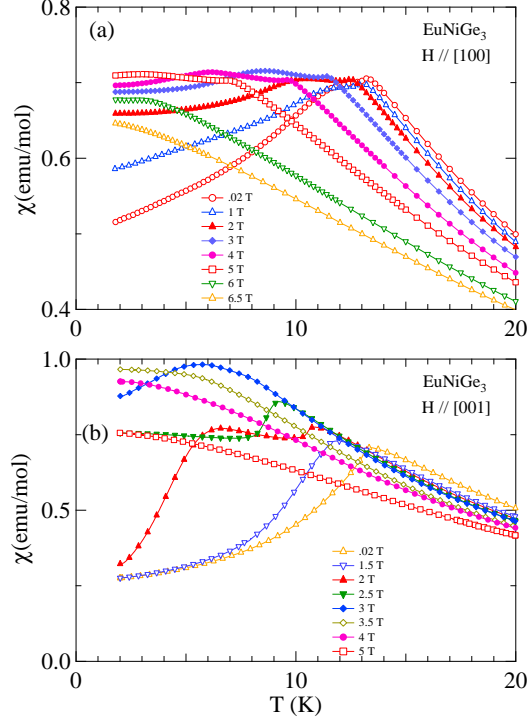 (a)
EuNiGe3
H // [100]
χ(emu/mol)
0.8
0.6
0.4
0
10
20
.02 T
1 T
2 T
3 T
4 T
5 T
6 T
6.5 T
(b)
EuNiGe3
H // [001]
χ(emu/mol)
1.0
0.5
0.0
0
10
20
.02 T
1.5 T
2 T
2.5 T
3 T
3.5 T
4 T
5 T
T (K)